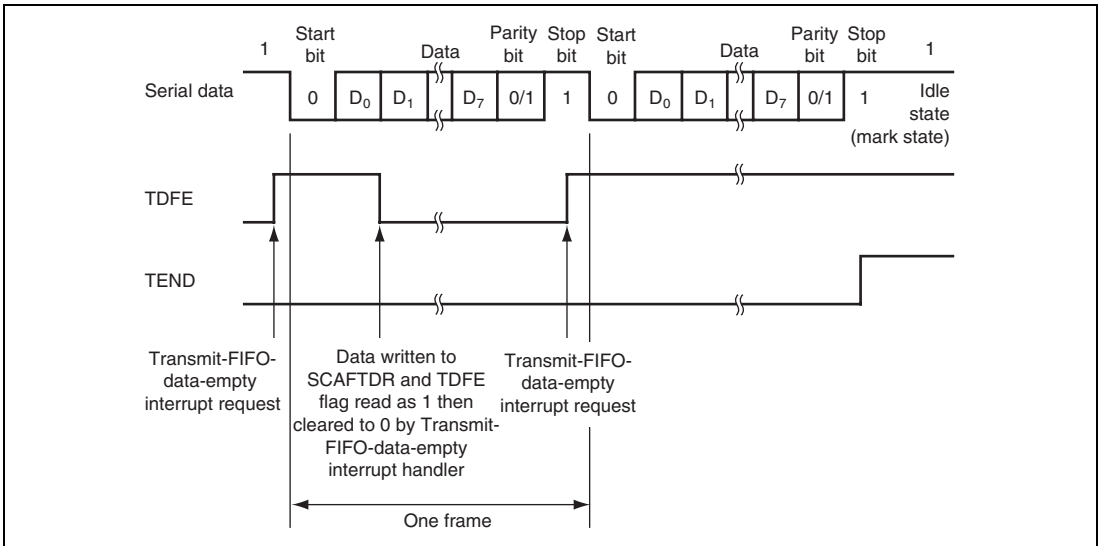 1 Start bit Data Parity bit Stop bit Start bit Data Parity bit Stop bit 1
Serial data 0 D0 D1 D7 0/1 1 0 D0 D1 D7 0/1 1 Idle state (mark state)
TDFE
TEND
Transmit-FIFO-
data-empty
interrupt request
Data written to
SCAFTDR and TDFE
flag read as 1 then
cleared to 0 by Transmit-
FIFO-data-empty
interrupt handler
Transmit-FIFO-
data-empty
interrupt request
One frame